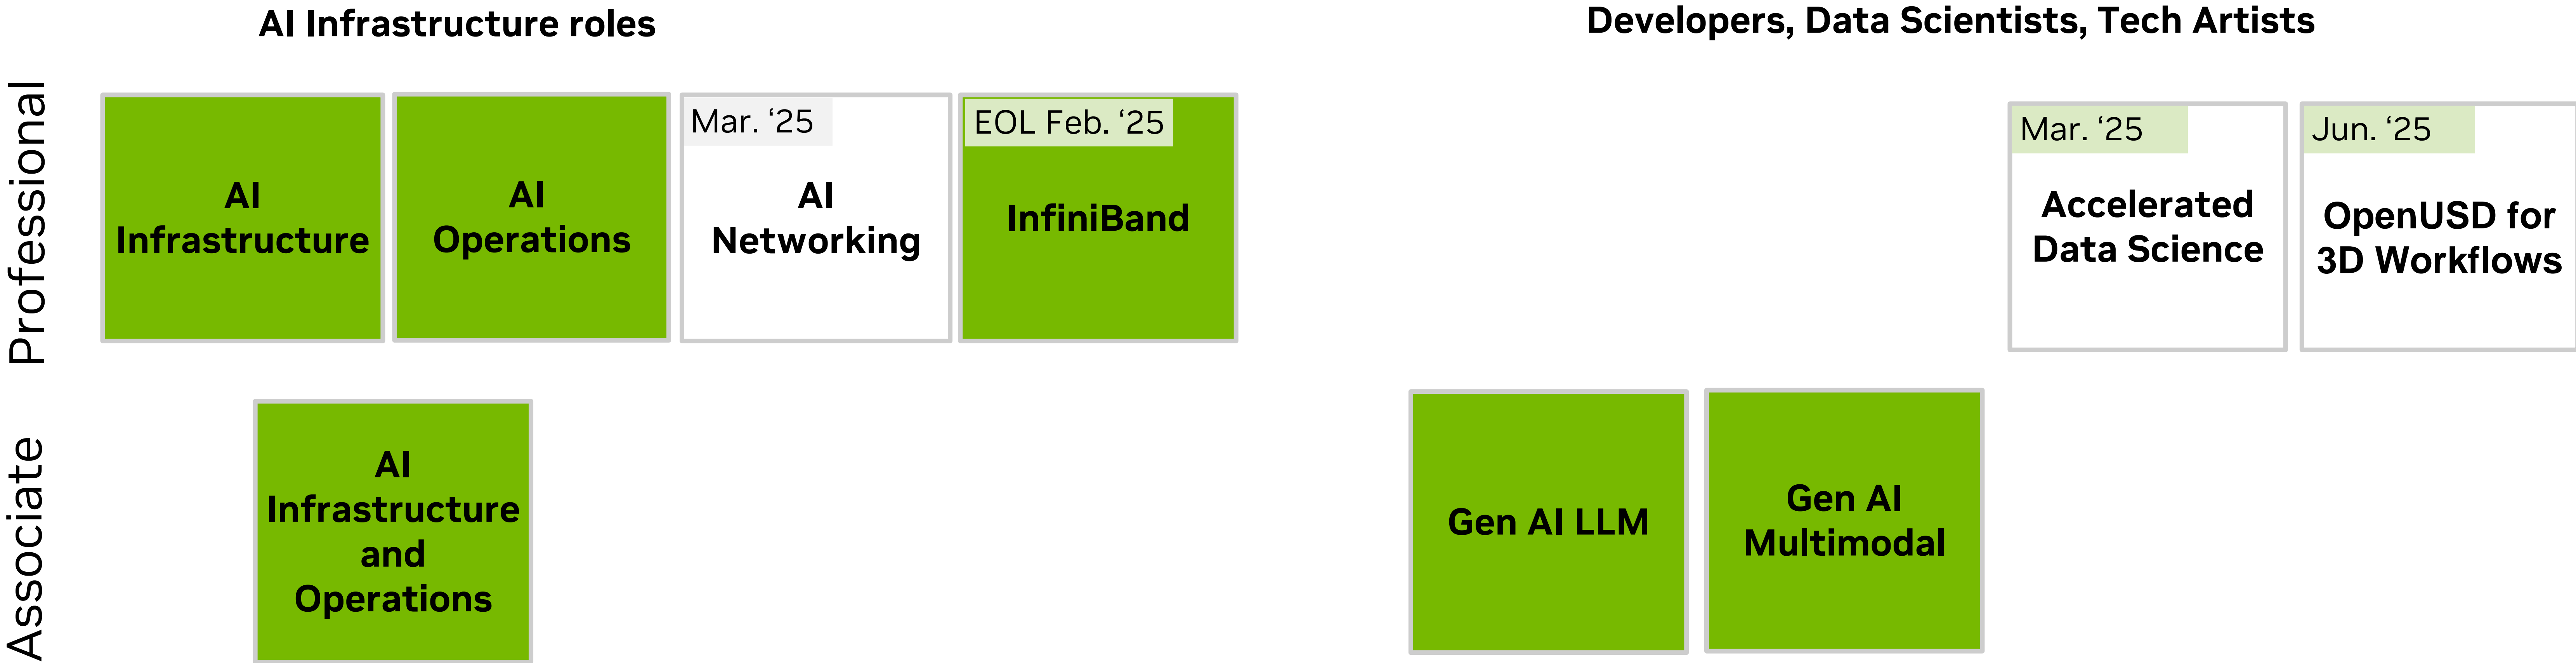 AI Infrastructure roles
Developers, Data Scientists, Tech Artists
Professional
AI
Infrastructure
AI
Operations
Mar. ‘25
AI
Networking
EOL Feb. ‘25
InfiniBand
Mar. ‘25
Accelerated
Data Science
Jun. ‘25
OpenUSD for
3D Workflows
Associate
AI
Infrastructure
and
Operations
Gen AI LLM
Gen AI
Multimodal